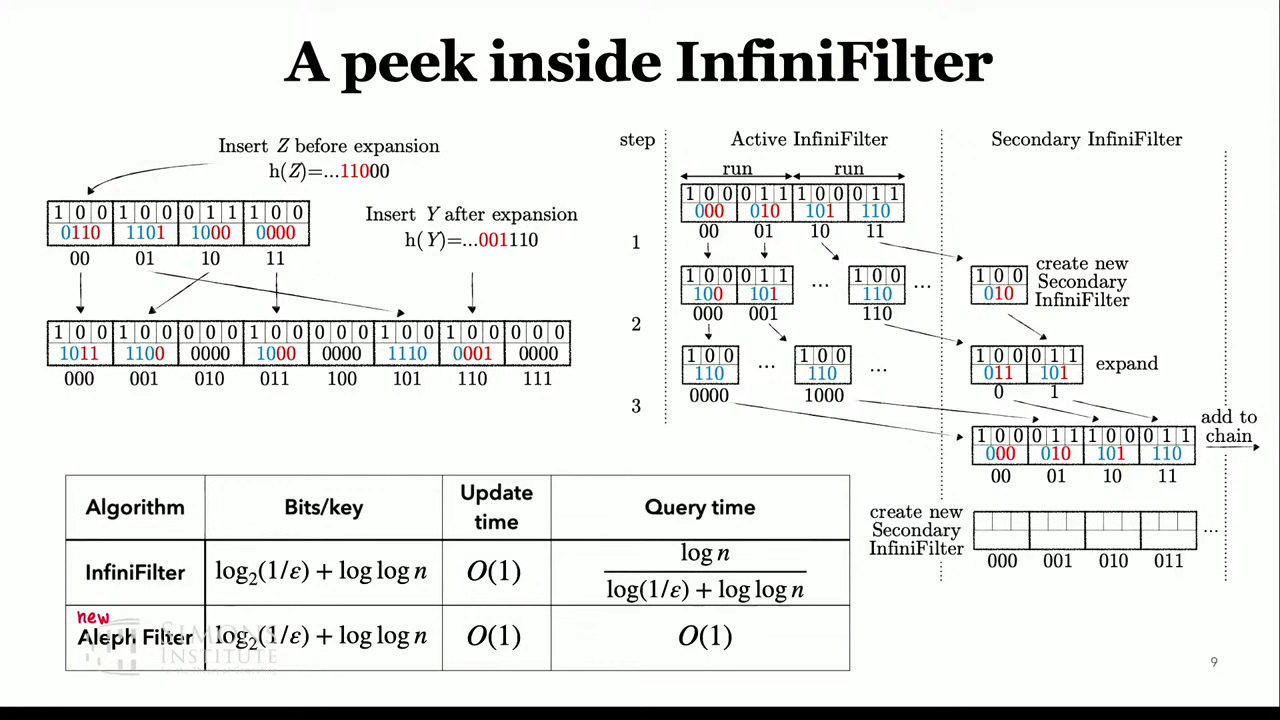 A peek inside InfiniFilter
Insert Z before expansion
h(Z)=...11000
1 0 0 1 0 0 0 1 1 1 0 0
0110 1101 1000 0000
00 01 10 11
Insert Y after expansion
h(Y)=...001110
1 0 0 1 0 0 0 0 0 1 0 0 0 0 0 1 0 0 1 0 0 0 0 0
1011 1100 0000 1000 0000 1110 0001 0000
000 001 010 011 100 101 110 111
step
Active InfiniFilter
Secondary InfiniFilter
run run
1 0 0 0 1 1 1 0 0 0 1 1
000 010 101 110
00 01 10 11
1
1 0 0 0 1 1 ... 1 0 0 ...
100 101 110
000 001 110
1 0 0
010
create new
Secondary
InfiniFilter
2
1 0 0 ... 1 0 0 ...
110 110
0000 1000
1 0 0 0 1 1
011 101
0 1
expand
3
1 0 0 0 1 1 1 0 0 0 1 1
000 010 101 110
00 01 10 11
add to
chain
create new
Secondary
InfiniFilter
...
000 001 010 011
Algorithm Bits/key Update time Query time
InfiniFilter log₂(1/ε) + log log n O(1) log n / log(1/ε) + log log n
new
Aleph Filter log₂(1/ε) + log log n O(1) O(1)
SIMONS
INSTITUTE
9